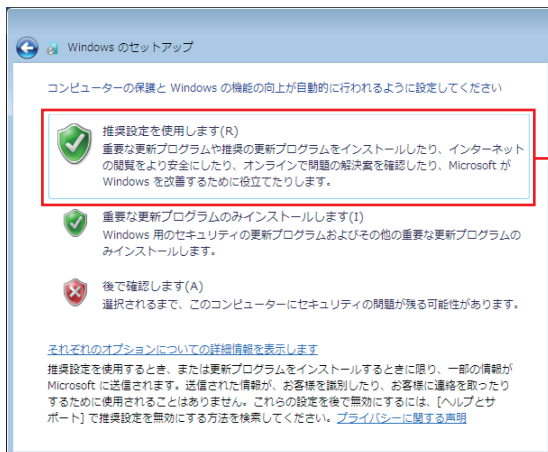 Windows のセットアップ
コンピューターの保護と Windows の機能の向上が自動的に行われるように設定してください
推奨設定を使用します(R)
重要な更新プログラムや推奨の更新プログラムをインストールしたり、インターネット
の閲覧をより安全にしたり、オンラインで問題の解決案を確認したり、Microsoft が
Windows を改善するために役立てたりします。
重要な更新プログラムのみインストールします(I)
Windows 用のセキュリティの更新プログラムおよびその他の重要な更新プログラムの
みインストールします。
後で確認します(A)
選択されるまで、このコンピューターにセキュリティの問題が残る可能性があります。
それぞれのオプションについての詳細情報を表示します
推奨設定を使用するとき、または更新プログラムをインストールするときに限り、一部の情報が
Microsoft に送信されます。送信された情報が、お客様を識別したり、お客様に連絡を取ったり
するために使用されることはありません。これらの設定を後で無効にするには、[ヘルプとサ
ポート] で推奨設定を無効にする方法を検索してください。プライバシーに関する声明